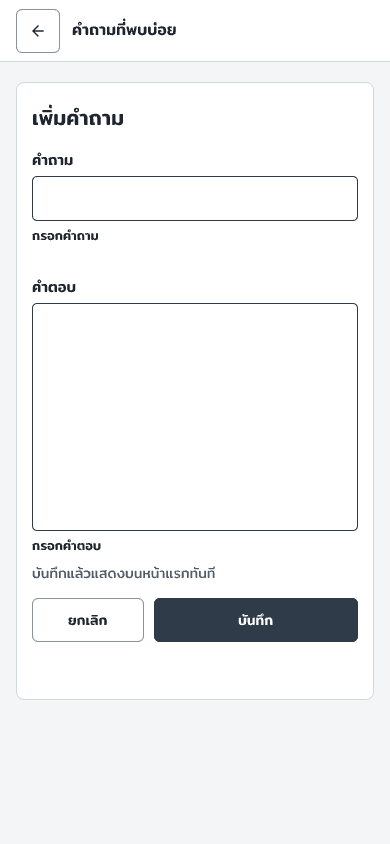 คำถามที่พบบ่อย
เพิ่มคำถาม
คำถาม
กรอกคำถาม
คำตอบ
กรอกคำตอบ
บันทึกแล้วแสดงบนหน้าแรกทันที
ยกเลิก
บันทึก